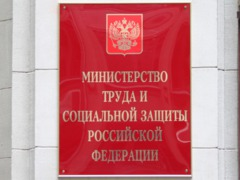 МИНИСТЕРСТВО
ТРУДА И
СОЦИАЛЬНОЙ ЗАЩИТЫ
РОССИЙСКОЙ
ФЕДЕРАЦИИ